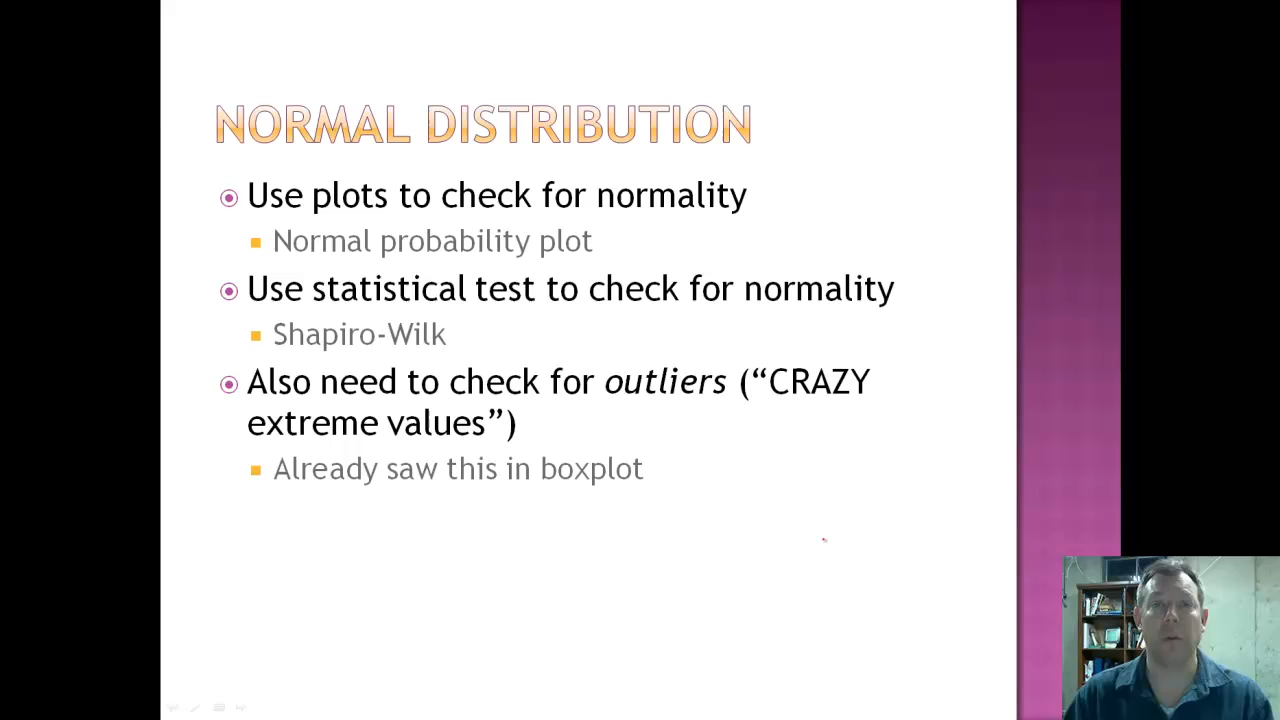 NORMAL DISTRIBUTION
Use plots to check for normality
Normal probability plot
Use statistical test to check for normality
Shapiro-Wilk
Also need to check for outliers (“CRAZY
extreme values”)
Already saw this in boxplot